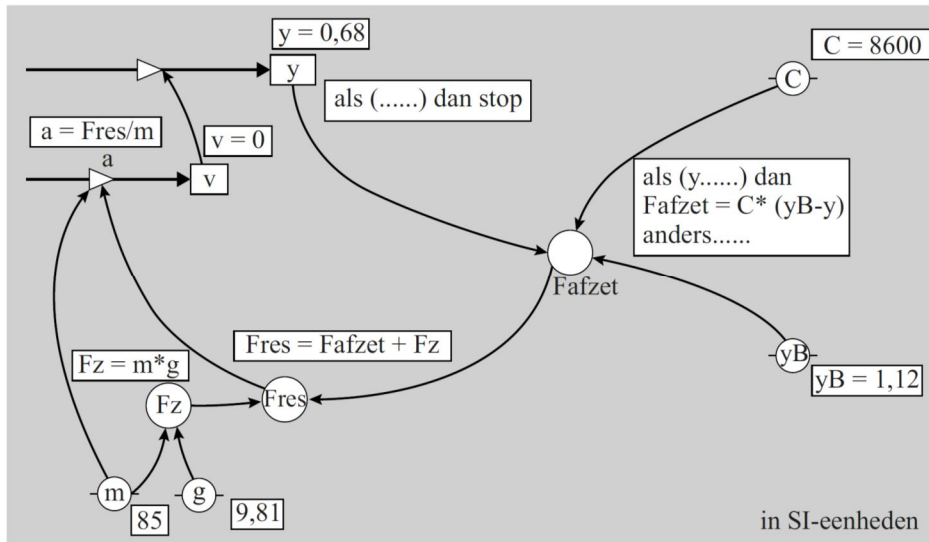 y = 0,68
y
als (......) dan stop
C = 8600
C
a = Fres/m
a
v = 0
v
als (y......) dan
Fafzet = C* (yB-y)
anders......
Fafzet
Fres = Fafzet + Fz
Fz = m*g
Fz
Fres
yB
yB = 1,12
m
85
g
9,81
in SI-eenheden